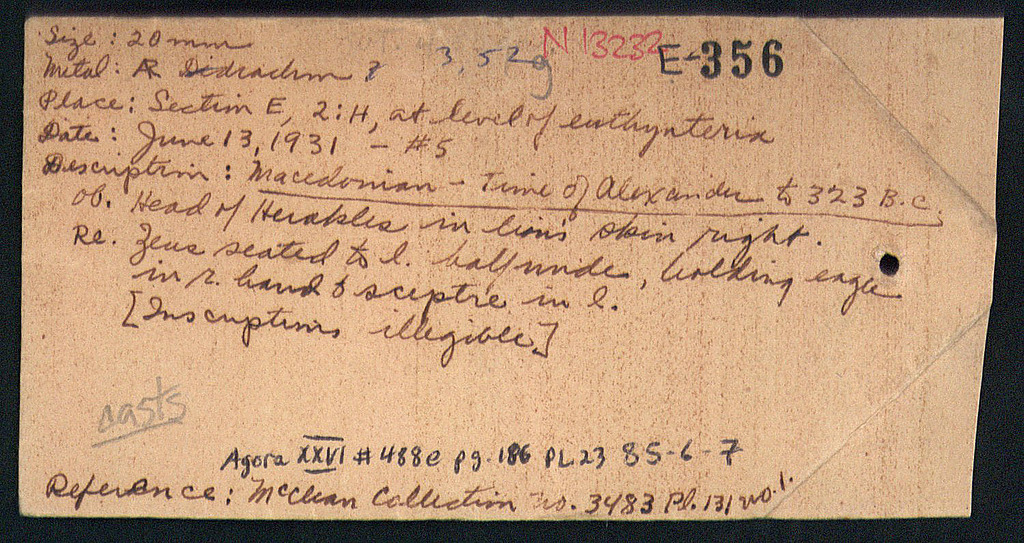 Size: 20 mm
N 13232
E-356
Metal: AR Didrachm ? 3,52g
Place: Section E, 2:H, at level of euthynteria
Date: June 13, 1931 - #5
Description: Macedonian - Time of Alexander to 323 B.C.
Ob. Head of Herakles in lion's skin right.
Re. Zeus seated to l. half nude, holding eagle
in r. hand & sceptre in l.
[Inscriptions illegible]
casts
Agora XXVI #488e pg. 186 PL.23 85-6-7
Reference: McClean Collection no. 3483 Pl. 131, no. 1.